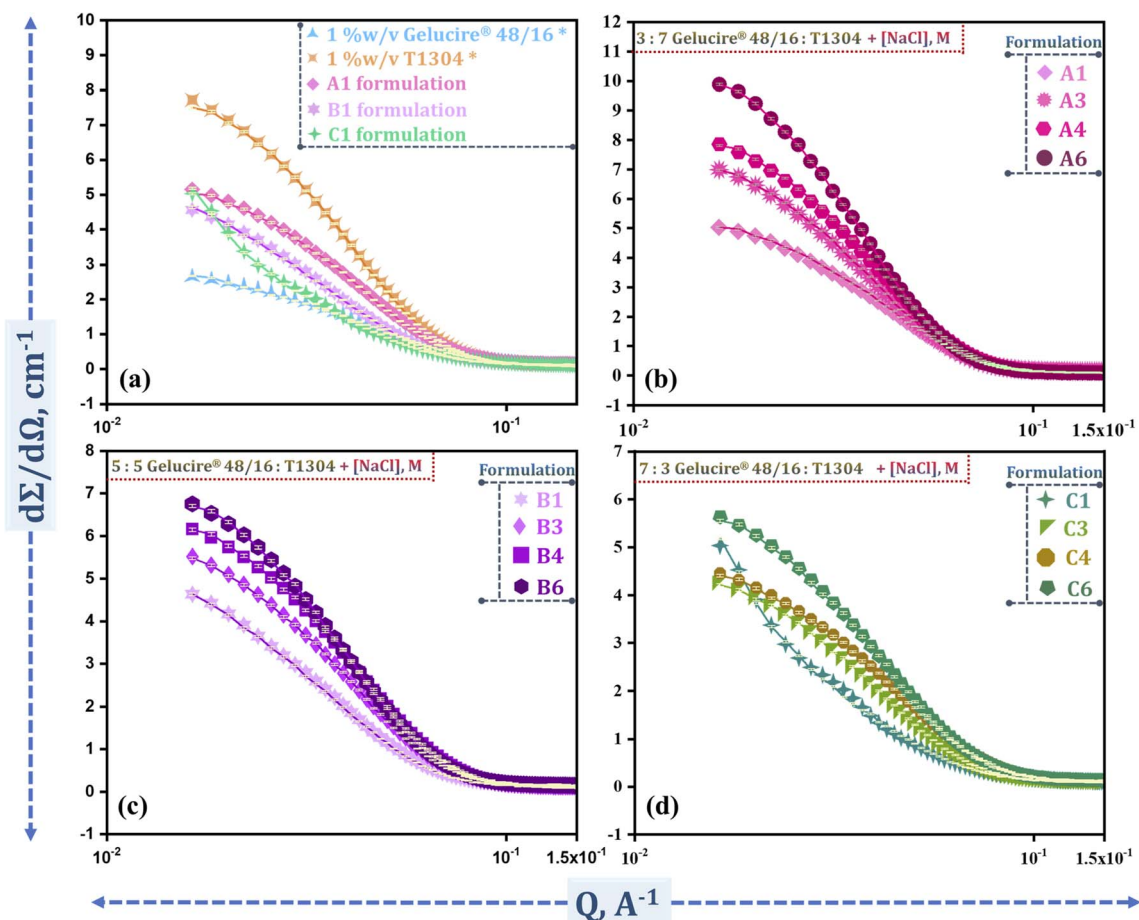 dΣ/dΩ, cm⁻¹
10
9
8
7
6
5
4
3
2
1
0
-1
10⁻²
10⁻¹
1 %w/v Gelucire® 48/16 *
1 %w/v T1304 *
A1 formulation
B1 formulation
C1 formulation
(a)
12
11
10
9
8
7
6
5
4
3
2
1
0
-1
10⁻²
10⁻¹
1.5x10⁻¹
3 : 7 Gelucire® 48/16 : T1304 + [NaCl], M
Formulation
A1
A3
A4
A6
(b)
8
7
6
5
4
3
2
1
0
-1
10⁻²
10⁻¹
1.5x10⁻¹
5 : 5 Gelucire® 48/16 : T1304 + [NaCl], M
Formulation
B1
B3
B4
B6
(c)
7
6
5
4
3
2
1
0
-1
10⁻²
10⁻¹
1.5x10⁻¹
7 : 3 Gelucire® 48/16 : T1304 + [NaCl], M
Formulation
C1
C3
C4
C6
(d)
Q, A⁻¹